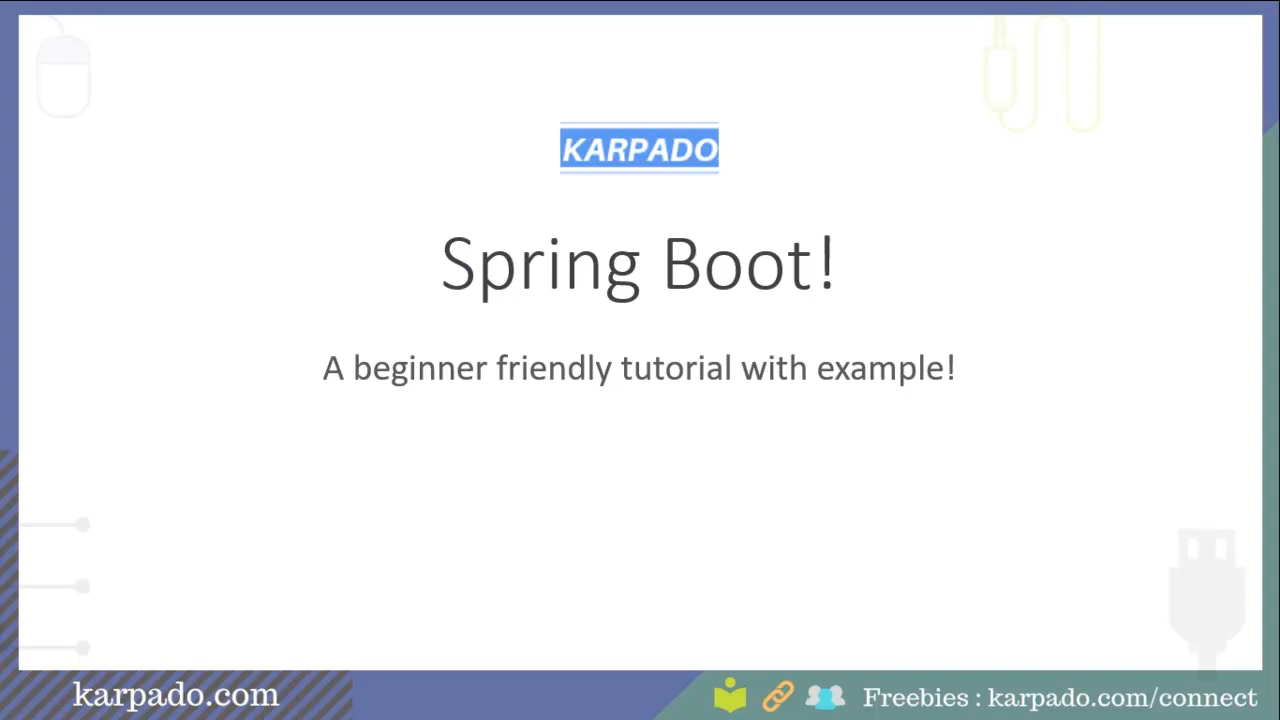 KARPADO
Spring Boot!
A beginner friendly tutorial with example!
karpado.com
Freebies : karpado.com/connect